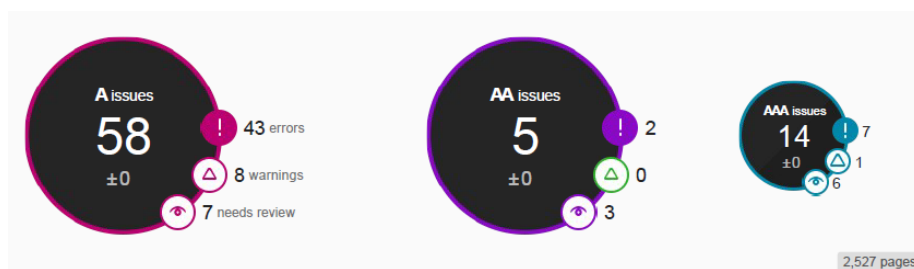 A issues
58
±0
43 errors
8 warnings
7 needs review
AA issues
5
±0
2
0
3
AAA issues
14
±0
7
1
6
2,527 pages